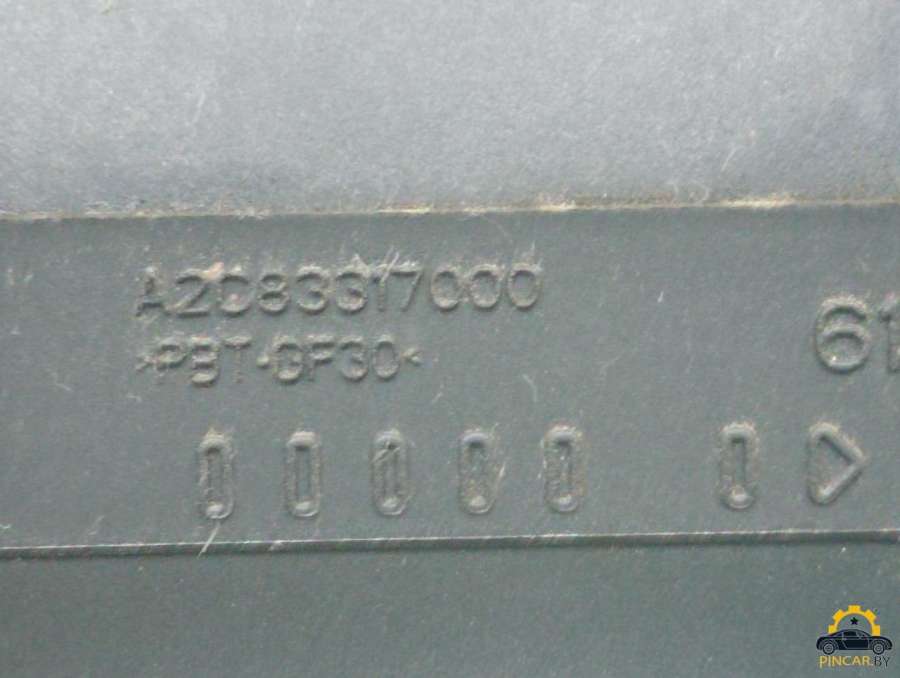 A2C83317000
>PBT-GF30<
61
PINCAR.BY